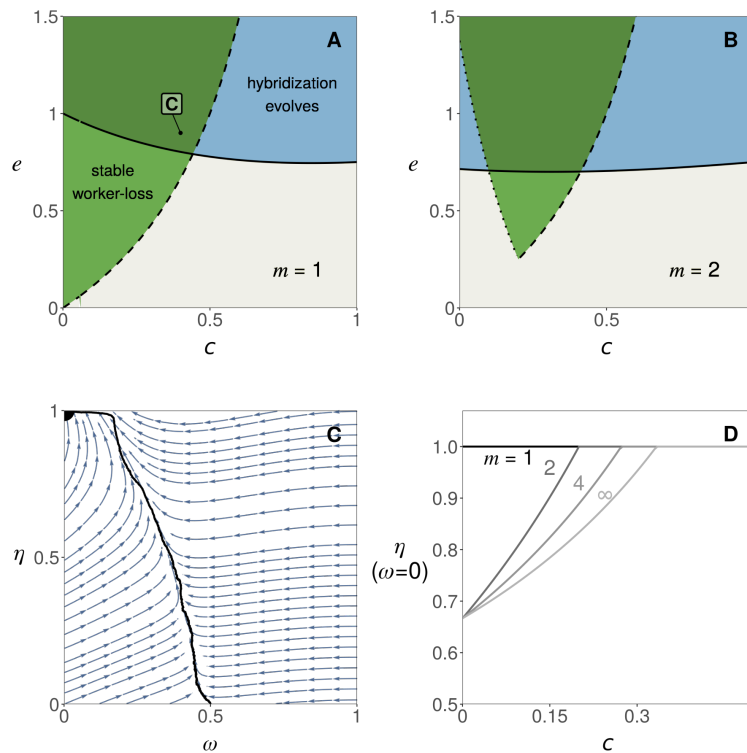 1.5
1
0.5
0
e
A
C
hybridization
evolves
stable
worker-loss
m = 1
0
0.5
1
c
1.5
1
0.5
0
e
B
m = 2
0
0.5
c
1
0.5
0
η
C
0
0.5
1
ω
1.0
0.9
0.8
0.7
0.6
0.5
η
(ω=0)
D
m = 1
2
4
∞
0
0.15
0.3
c